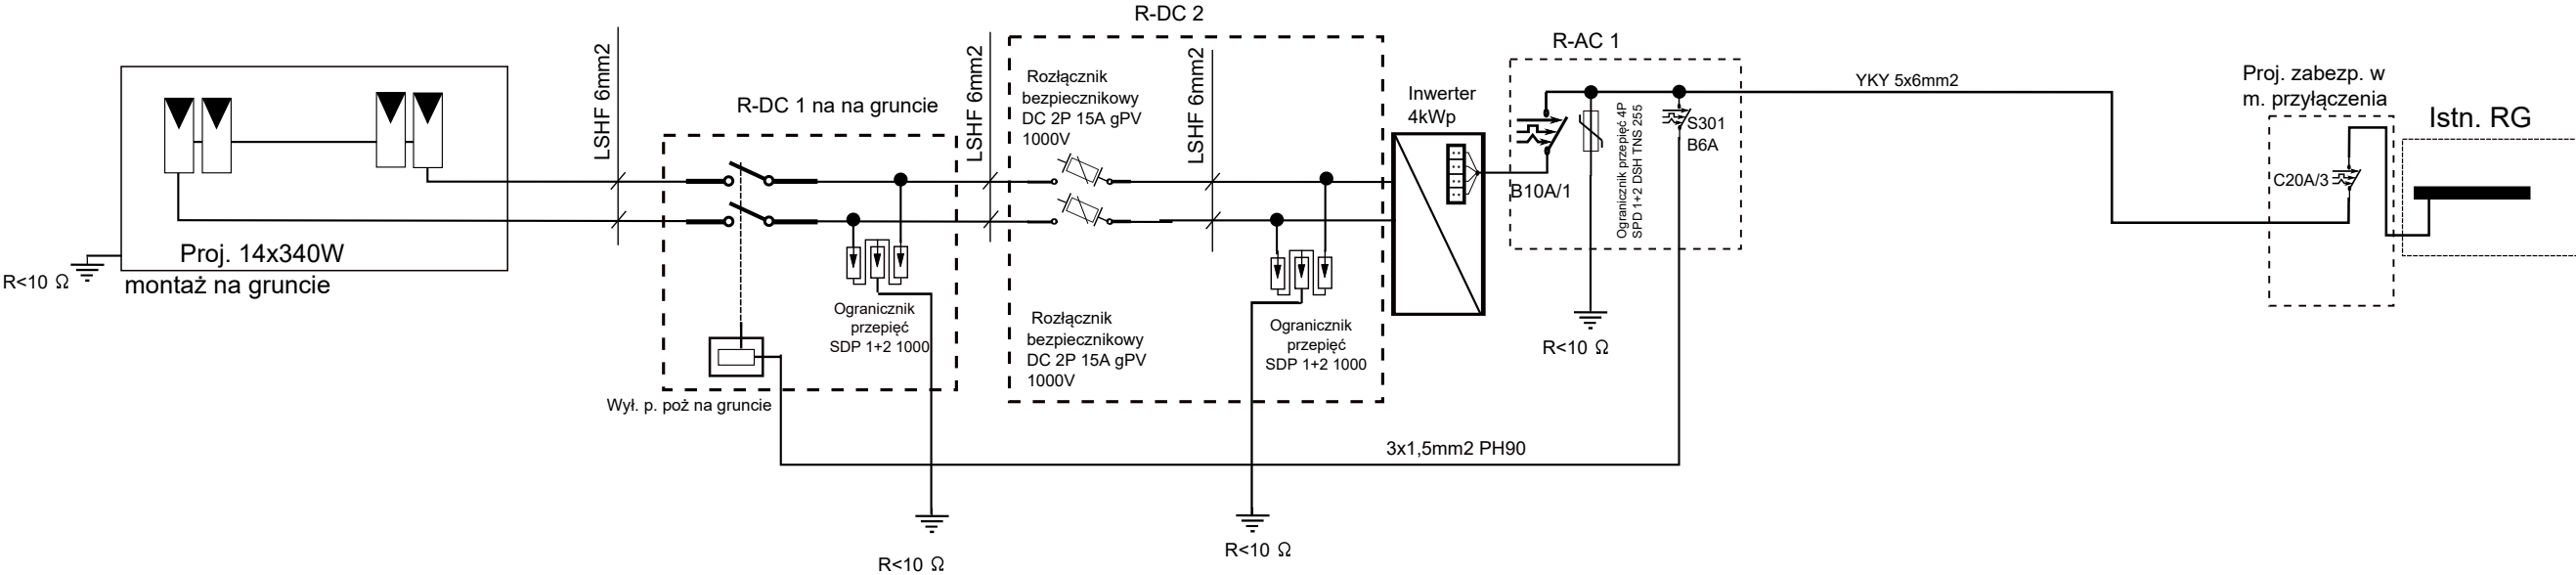 R<10 Ω
Proj. 14x340W
montaż na gruncie
LSHF 6mm2
R-DC 1 na na gruncie
Ogranicznik
przepięć
SDP 1+2 1000
Wył. p. poż na gruncie
R<10 Ω
LSHF 6mm2
R-DC 2
Rozłącznik
bezpiecznikowy
DC 2P 15A gPV
1000V
LSHF 6mm2
Rozłącznik
bezpiecznikowy
DC 2P 15A gPV
1000V
Ogranicznik
przepięć
SDP 1+2 1000
R<10 Ω
Inwerter
4kWp
R-AC 1
B10A/1
Ogranicznik przepięć 4P
SPD 1+2 DSH TNS 255
S301
B6A
R<10 Ω
3x1,5mm2 PH90
YKY 5x6mm2
Proj. zabezp. w
m. przyłączenia
C20A/3
Istn. RG